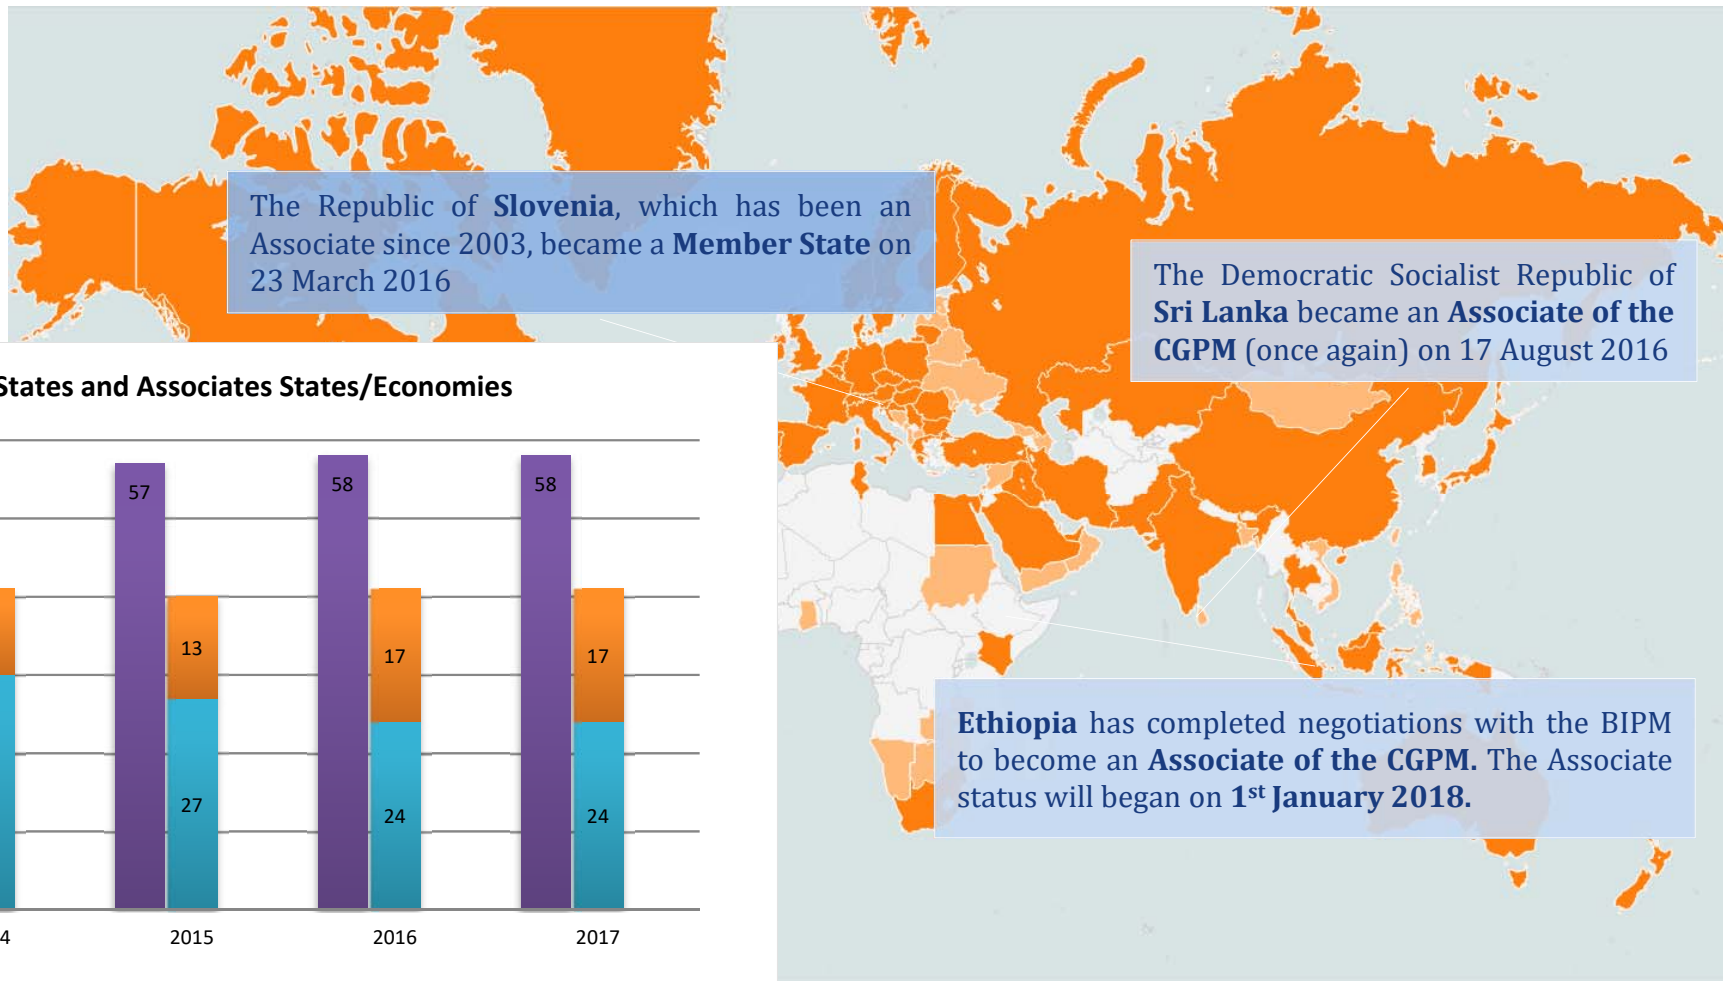 The Republic of Slovenia, which has been an
Associate since 2003, became a Member State on
23 March 2016
The Democratic Socialist Republic of
Sri Lanka became an Associate of the
CGPM (once again) on 17 August 2016
States and Associates States/Economies
57
58
58
13
17
17
27
24
24
4
2015
2016
2017
Ethiopia has completed negotiations with the BIPM
to become an Associate of the CGPM. The Associate
status will began on 1st January 2018.